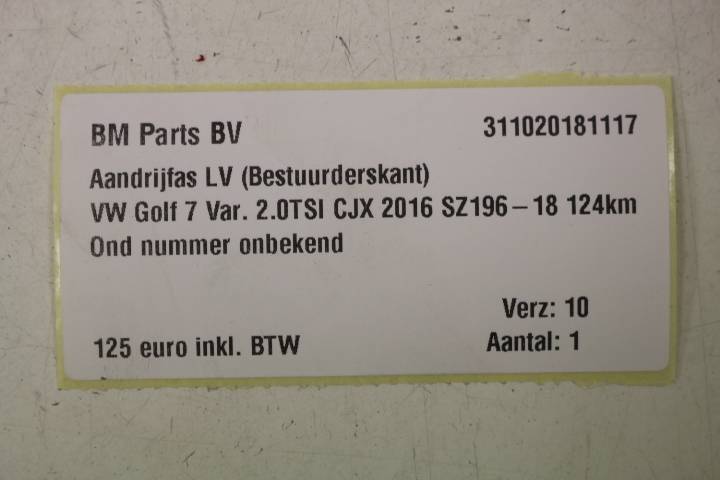 BM Parts BV 311020181117
Aandrijfas LV (Bestuurderskant)
VW Golf 7 Var. 2.0TSI CJX 2016 SZ196-18 124km
Ond nummer onbekend
Verz: 10
125 euro inkl. BTW Aantal: 1